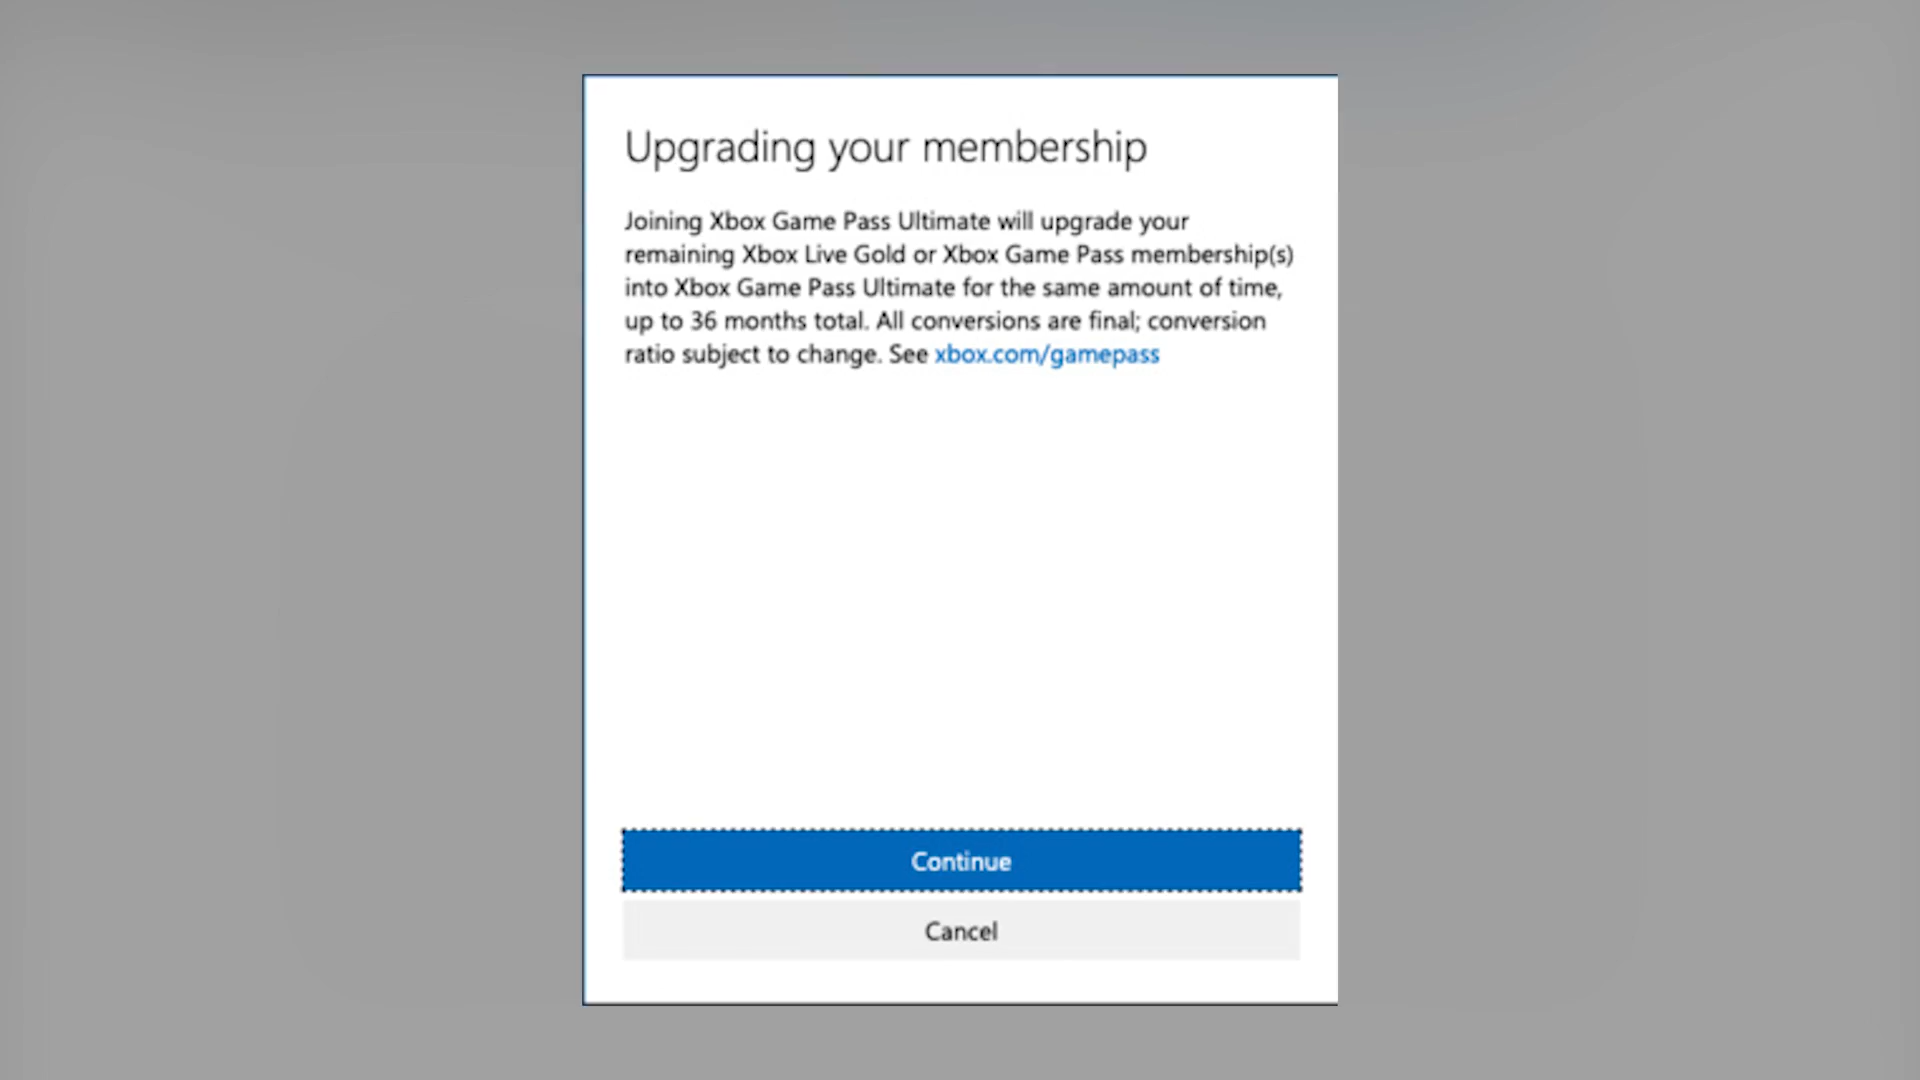 Upgrading your membership
Joining Xbox Game Pass Ultimate will upgrade your
remaining Xbox Live Gold or Xbox Game Pass membership(s)
into Xbox Game Pass Ultimate for the same amount of time,
up to 36 months total. All conversions are final; conversion
ratio subject to change. See xbox.com/gamepass
Continue
Cancel